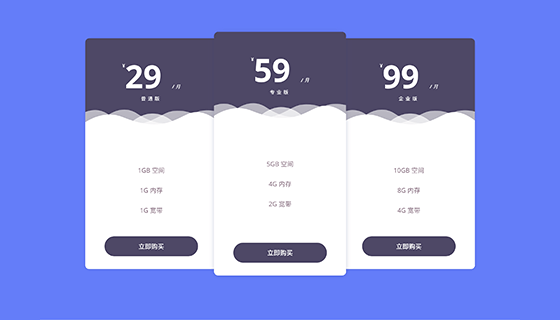 ¥29 / 月
普通版
1GB 空间
1G 内存
1G 宽带
立即购买
¥59 / 月
专业版
5GB 空间
4G 内存
2G 宽带
立即购买
¥99 / 月
企业版
10GB 空间
8G 内存
4G 宽带
立即购买